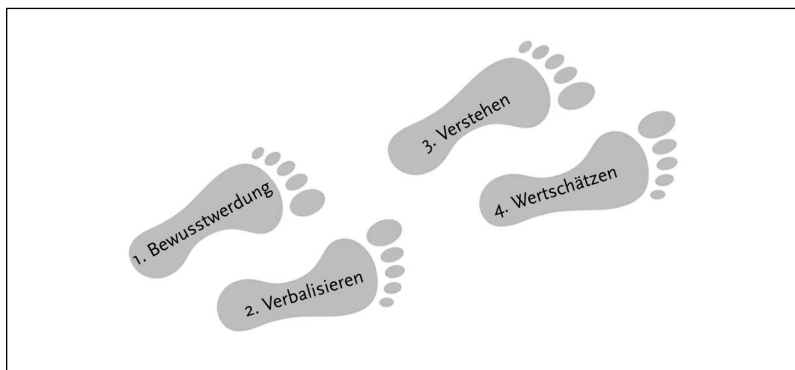 1. Bewusstwerdung
2. Verbalisieren
3. Verstehen
4. Wertschätzen